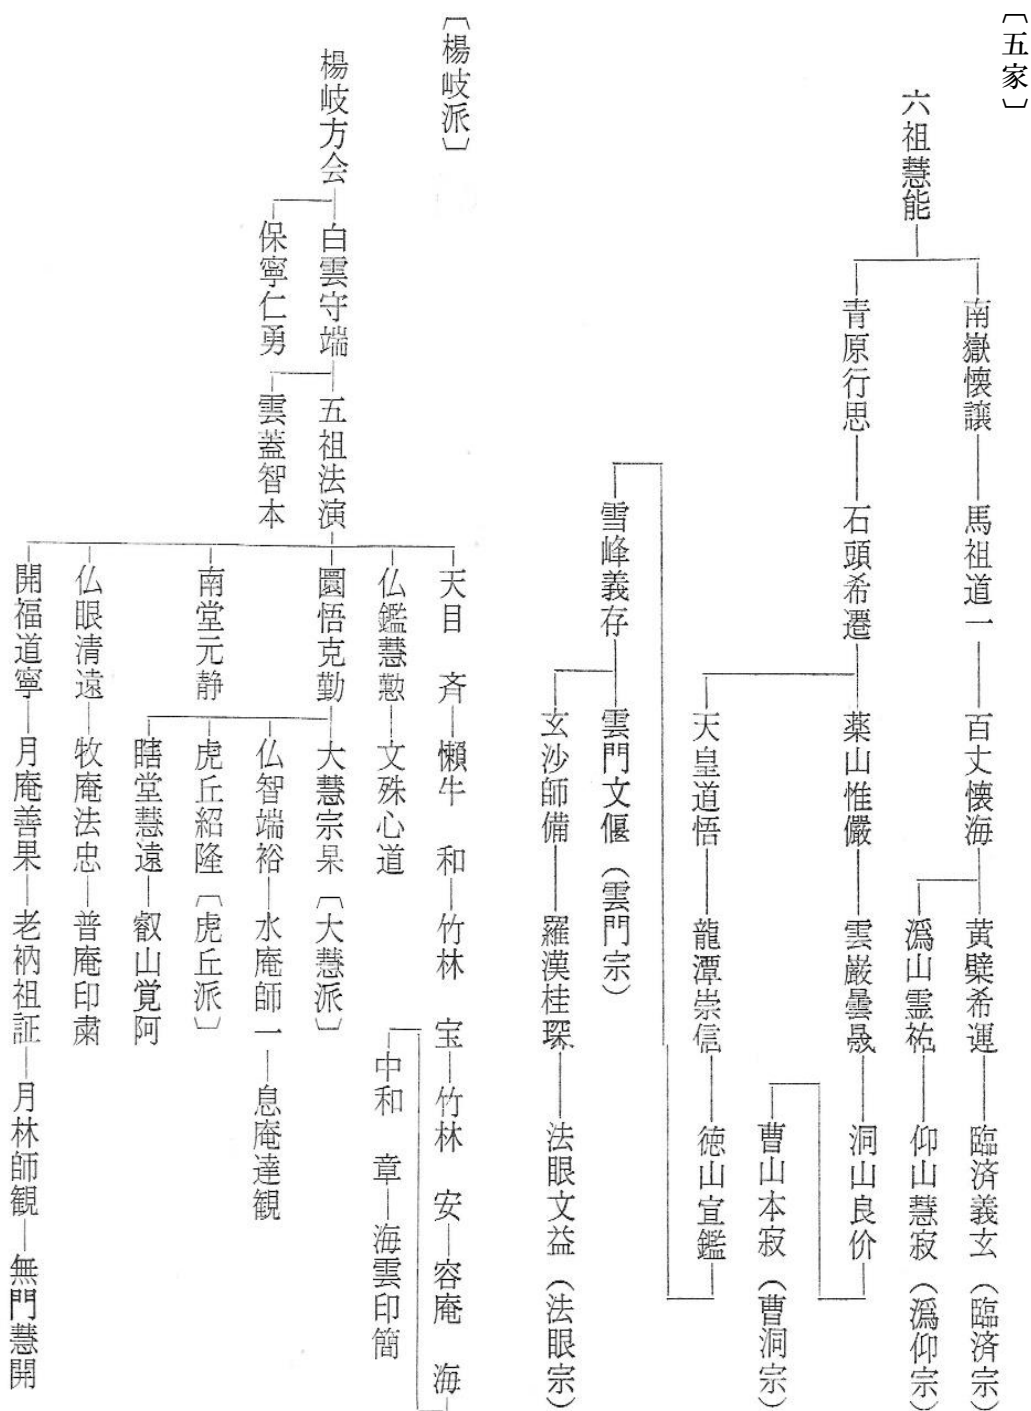 〔五家〕
六祖慧能
南嶽懐譲―馬祖道一―百丈懐海
黄檗希運―臨済義玄（臨済宗）
潙山霊祐―仰山慧寂（潙仰宗）
青原行思―石頭希遷
薬山惟儼―雲巌曇晟―洞山良价
曹山本寂（曹洞宗）
天皇道悟―龍潭崇信―徳山宣鑑
雪峰義存
雲門文偃（雲門宗）
玄沙師備―羅漢桂琛―法眼文益（法眼宗）
〔楊岐派〕
楊岐方会
白雲守端
保寧仁勇
五祖法演
雲蓋智本
天目　斉―懶牛　和―竹林　宝―竹林　安―容庵　海
中和　章―海雲印簡
仏鑑慧懃―文殊心道
圜悟克勤
大慧宗杲〔大慧派〕
仏智端裕―水庵師一―息庵達観
虎丘紹隆〔虎丘派〕
瞎堂慧遠―叡山覚阿
南堂元静
仏眼清遠―牧庵法忠―普庵印粛
開福道寧―月庵善果―老衲祖証―月林師観―無門慧開